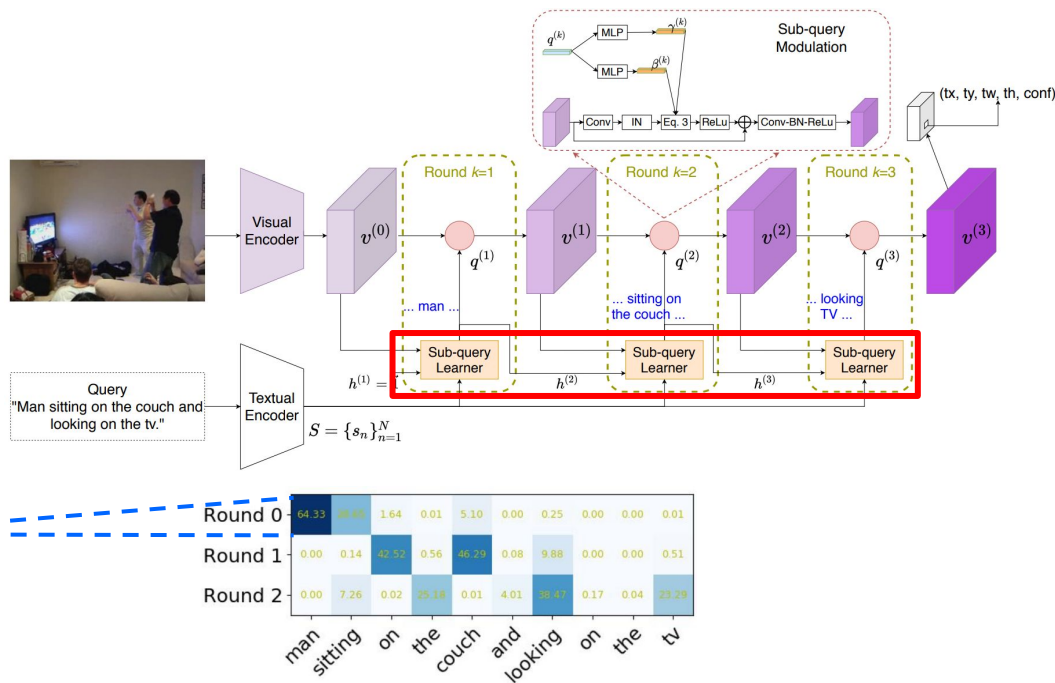 Sub-query
Modulation
q^(k)
MLP
γ^(k)
MLP
β^(k)
Conv
IN
Eq. 3
ReLu
Conv-BN-ReLu
(tx, ty, tw, th, conf)
Round k=1
Round k=2
Round k=3
Visual
Encoder
v^(0)
v^(1)
v^(2)
v^(3)
q^(1)
q^(2)
q^(3)
... man ...
... sitting on
the couch ...
... looking
TV ...
Sub-query
Learner
Sub-query
Learner
Sub-query
Learner
h^(1) =
h^(2)
h^(3)
Query
"Man sitting on the couch and
looking on the tv."
Textual
Encoder
S = {s_n}_{n=1}^N
Round 0 64.33 1.64 0.01 5.10 0.00 0.25 0.00 0.00 0.01
Round 1 0.00 0.14 42.52 0.56 46.29 0.08 9.88 0.00 0.00 0.51
Round 2 0.00 7.26 0.02 25.18 0.01 4.01 38.47 0.17 0.04 23.29
man sitting on the couch and looking on the tv